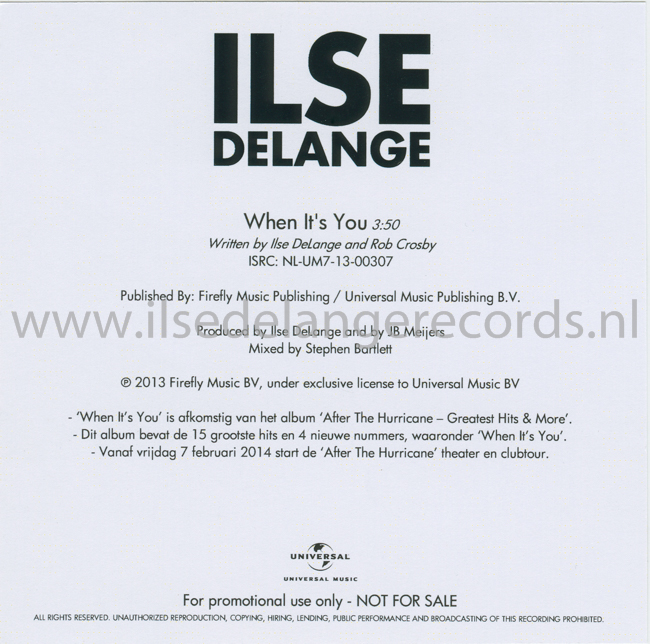 ILSE
DELANGE
When It's You 3:50
Written by Ilse DeLange and Rob Crosby
ISRC: NL-UM7-13-00307
Published By: Firefly Music Publishing / Universal Music Publishing B.V.
www.ilsedelangerecords.nl
Produced by Ilse DeLange and by JB Meijers
Mixed by Stephen Bartlett
℗ 2013 Firefly Music BV, under exclusive license to Universal Music BV
- ‘When It’s You’ is afkomstig van het album ‘After The Hurricane – Greatest Hits & More’.
- Dit album bevat de 15 grootste hits en 4 nieuwe nummers, waaronder ‘When It’s You’.
- Vanaf vrijdag 7 februari 2014 start de ‘After The Hurricane’ theater en clubtour.
UNIVERSAL
UNIVERSAL MUSIC
For promotional use only - NOT FOR SALE
ALL RIGHTS RESERVED. UNAUTHORIZED REPRODUCTION, COPYING, HIRING, LENDING, PUBLIC PERFORMANCE AND BROADCASTING OF THIS RECORDING PROHIBITED.